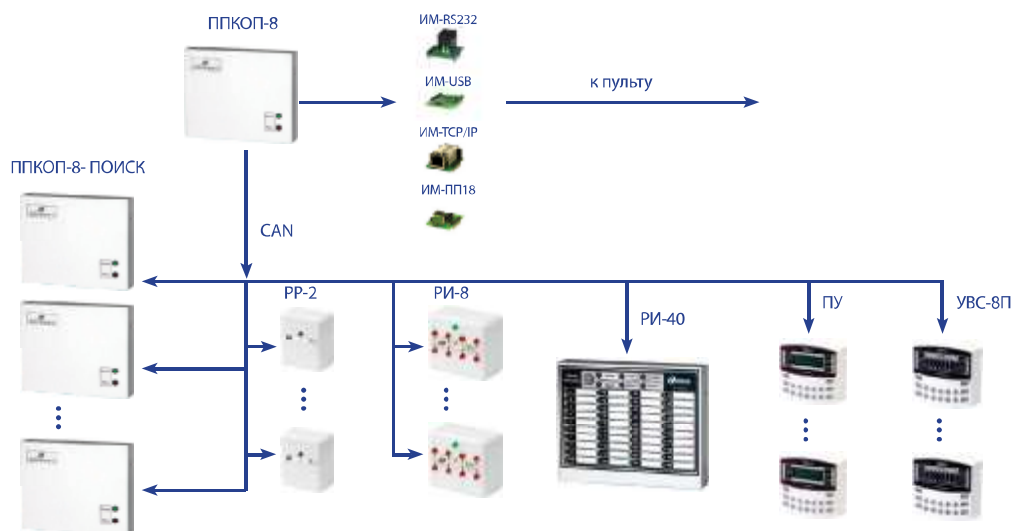 ППКОП-8
ИМ-RS232
ИМ-USB
к пульту
ИМ-TCP/IP
ППКОП-8- ПОИСК
ИМ-ПП18
CAN
РР-2
РИ-8
РИ-40
ПУ
УВС-8П